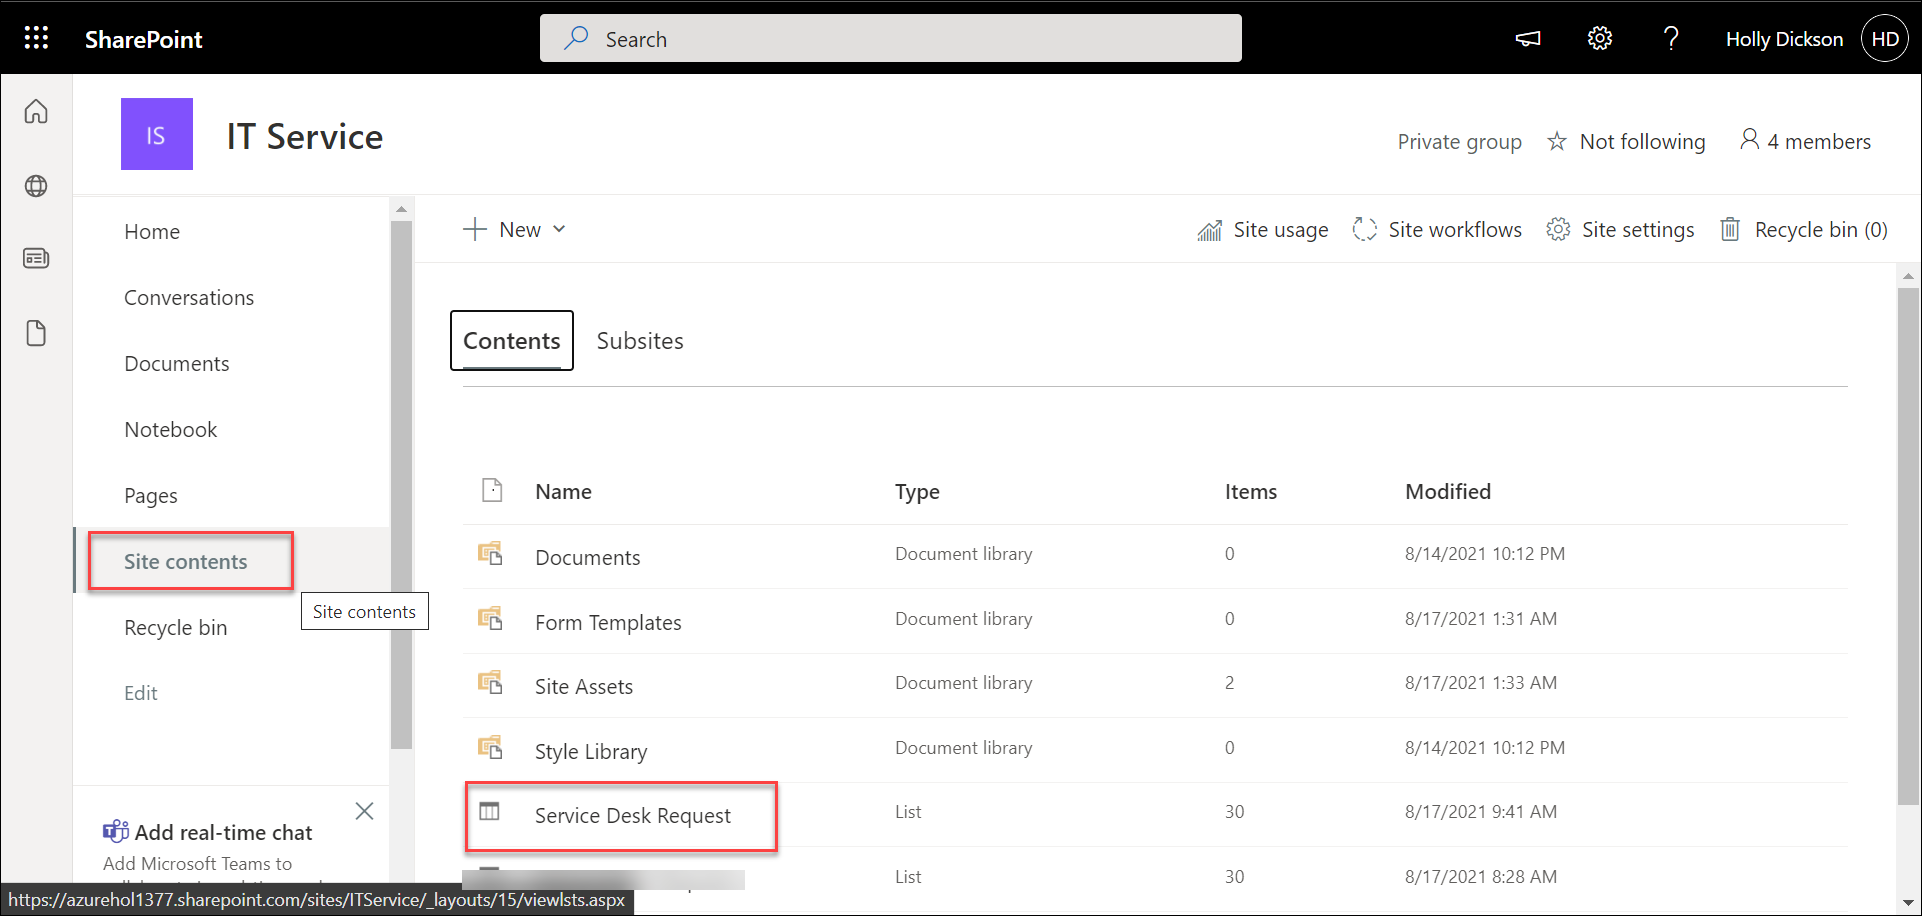 SharePoint
Search
Holly Dickson
HD
IS
IT Service
Private group
Not following
4 members
Home
Conversations
Documents
Notebook
Pages
Site contents
Site contents
Recycle bin
Edit
Add real-time chat
Add Microsoft Teams to
https://azurehol1377.sharepoint.com/sites/ITService/_layouts/15/viewlsts.aspx
New
Site usage
Site workflows
Site settings
Recycle bin (0)
Contents
Subsites
Name Type Items Modified
Documents Document library 0 8/14/2021 10:12 PM
Form Templates Document library 0 8/17/2021 1:31 AM
Site Assets Document library 2 8/17/2021 1:33 AM
Style Library Document library 0 8/14/2021 10:12 PM
Service Desk Request List 30 8/17/2021 9:41 AM
List 30 8/17/2021 8:28 AM